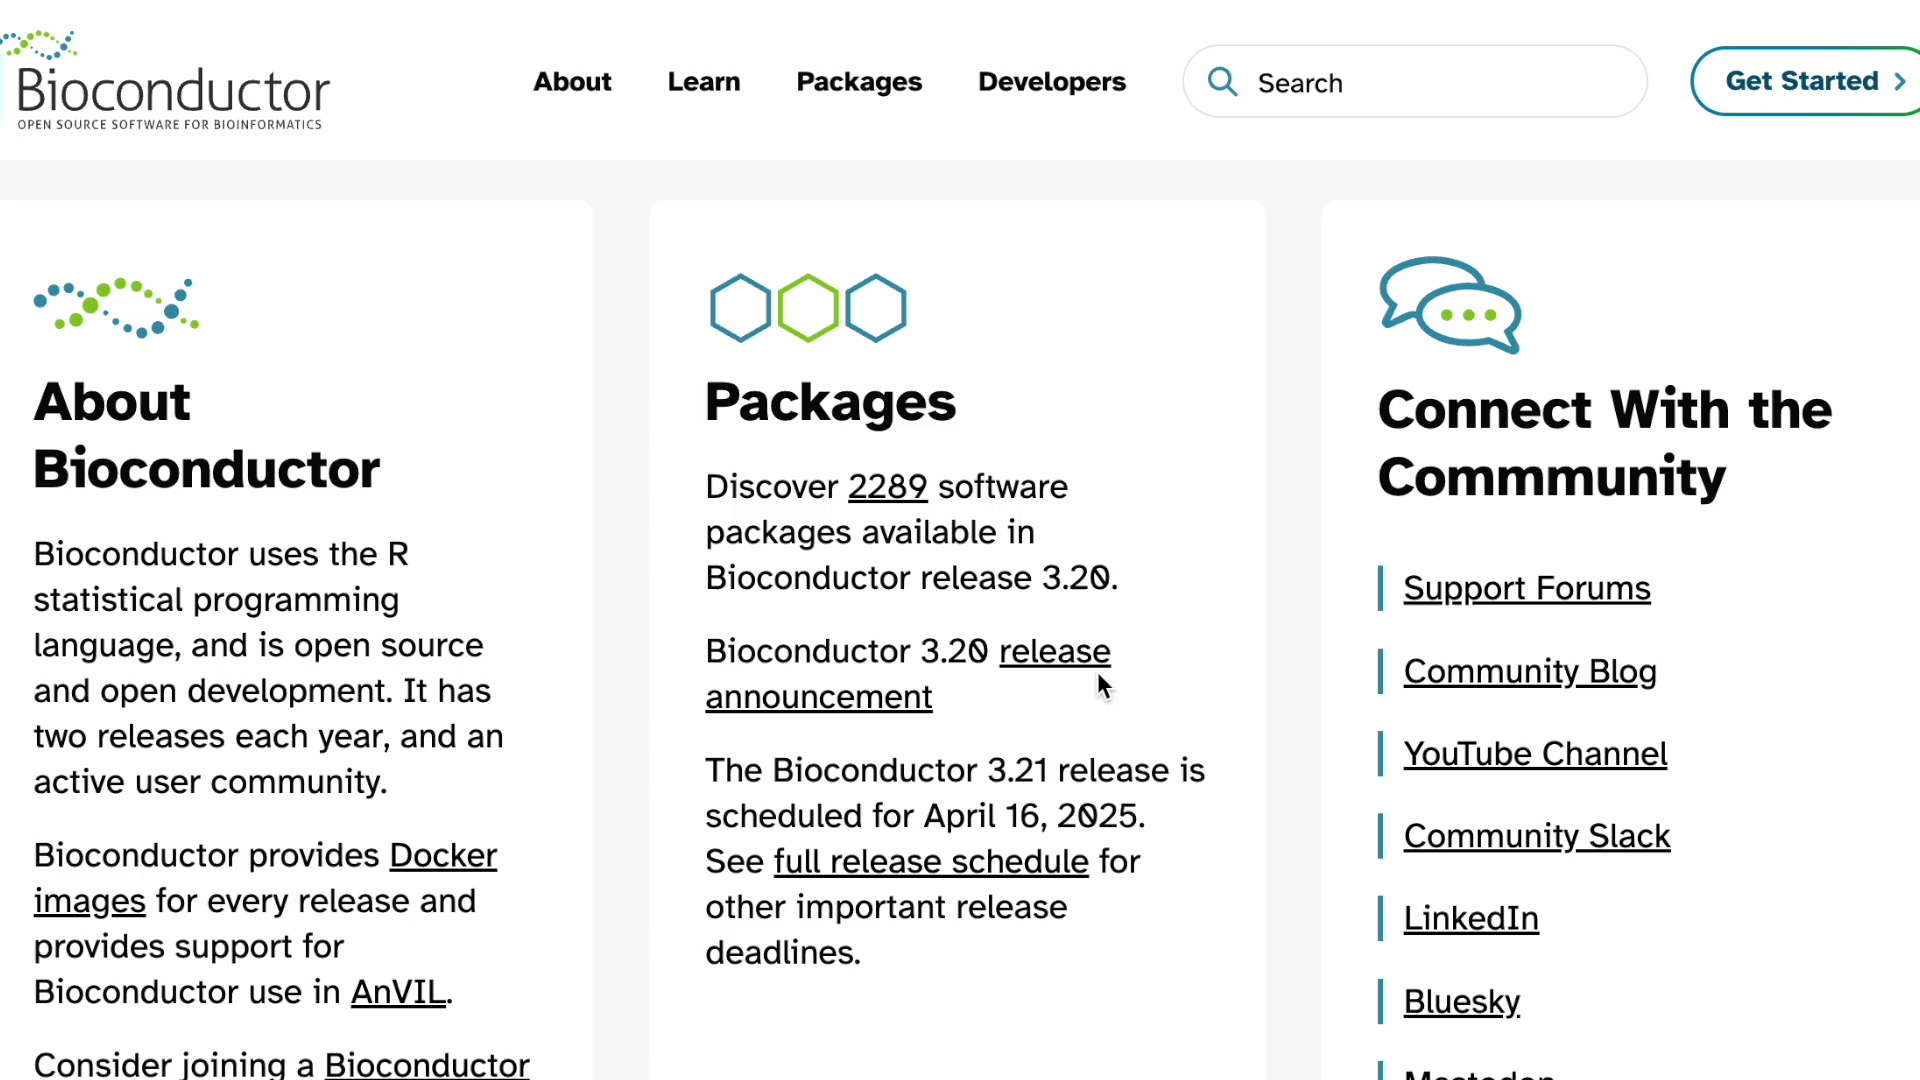 Bioconductor
OPEN SOURCE SOFTWARE FOR BIOINFORMATICS
About
Learn
Packages
Developers
Search
Get Started
About
Bioconductor
Bioconductor uses the R
statistical programming
language, and is open source
and open development. It has
two releases each year, and an
active user community.
Bioconductor provides Docker
images for every release and
provides support for
Bioconductor use in AnVIL.
Consider joining a Bioconductor
Packages
Discover 2289 software
packages available in
Bioconductor release 3.20.
Bioconductor 3.20 release
announcement
The Bioconductor 3.21 release is
scheduled for April 16, 2025.
See full release schedule for
other important release
deadlines.
Connect With the
Commmunity
Support Forums
Community Blog
YouTube Channel
Community Slack
LinkedIn
Bluesky
Mastodon